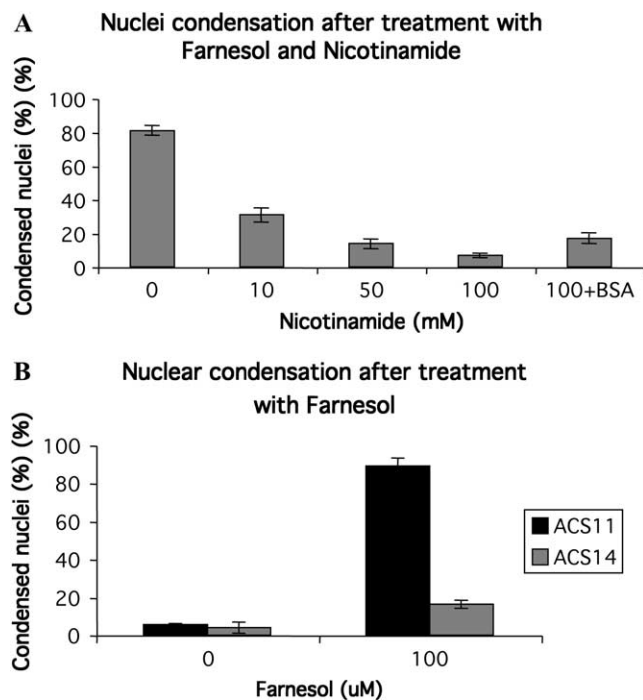 A
Nuclei condensation after treatment with
Farnesol and Nicotinamide
Condensed nuclei (%) (%)
100
80
60
40
20
0
0 10 50 100 100+BSA
Nicotinamide (mM)
B
Nuclear condensation after treatment
with Farnesol
Condensed nuclei (%) (%)
100
80
60
40
20
0
ACS11
ACS14
0 100
Farnesol (uM)